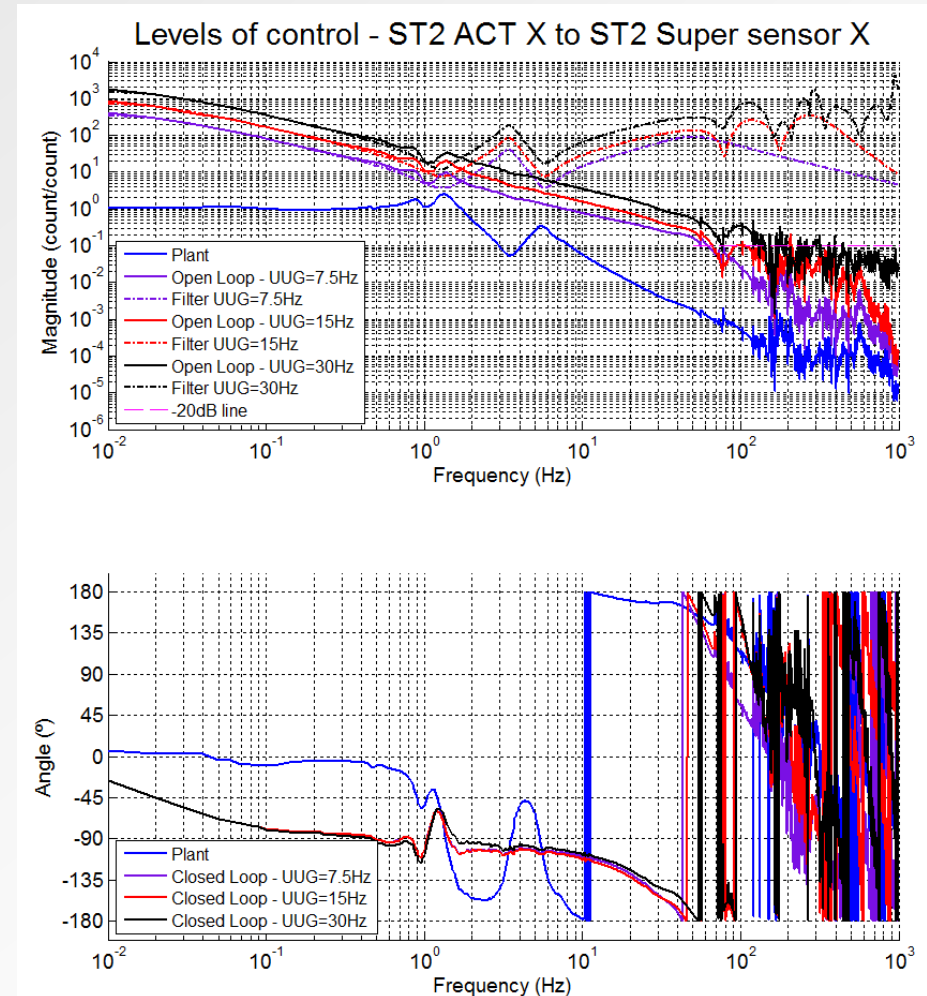 Levels of control - ST2 ACT X to ST2 Super sensor X
Magnitude (count/count)
10^4
10^3
10^2
10^1
10^0
10^-1
10^-2
10^-3
10^-4
10^-5
10^-6
Plant
Open Loop - UUG=7.5Hz
Filter UUG=7.5Hz
Open Loop - UUG=15Hz
Filter UUG=15Hz
Open Loop - UUG=30Hz
Filter UUG=30Hz
-20dB line
10^-2 10^-1 10^0 10^1 10^2 10^3
Frequency (Hz)
Angle (º)
180
135
90
45
0
-45
-90
-135
-180
Plant
Closed Loop - UUG=7.5Hz
Closed Loop - UUG=15Hz
Closed Loop - UUG=30Hz
10^-2 10^-1 10^0 10^1 10^2 10^3
Frequency (Hz)